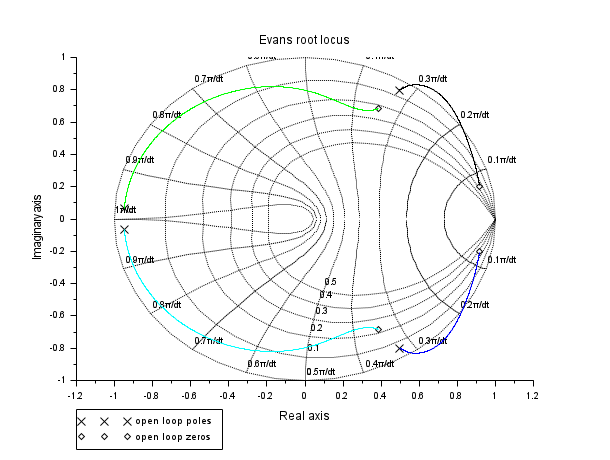 Evans root locus
1
0.8
0.6
0.4
0.2
0
-0.2
-0.4
-0.6
-0.8
-1
Imaginary axis
0.7π/dt
0.3π/dt
0.8π/dt
0.2π/dt
0.9π/dt
0.1π/dt
1π/dt
0.9π/dt
0.1π/dt
0.5
0.4
0.8π/dt
0.3
0.2π/dt
0.2
0.7π/dt
0.1
0.3π/dt
0.6π/dt
0.5π/dt
0.4π/dt
-1.2 -1 -0.8 -0.6 -0.4 -0.2 0 0.2 0.4 0.6 0.8 1 1.2
Real axis
open loop poles
open loop zeros